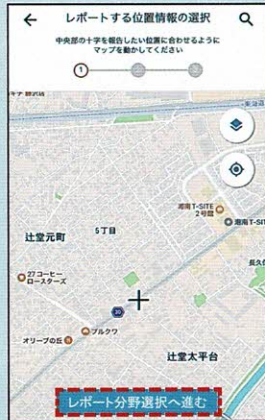 レポートする位置情報の選択
中央部の十字を報告したい位置に合わせるように
マップを動かしてください
1
湘南T-SITE
2号館
湘南T-SIT
辻堂元町
5丁目
長久保
27コーヒー
ロースターズ
30
ブルクワ
オリーブの丘
辻堂太平台
レポート分野選択へ進む